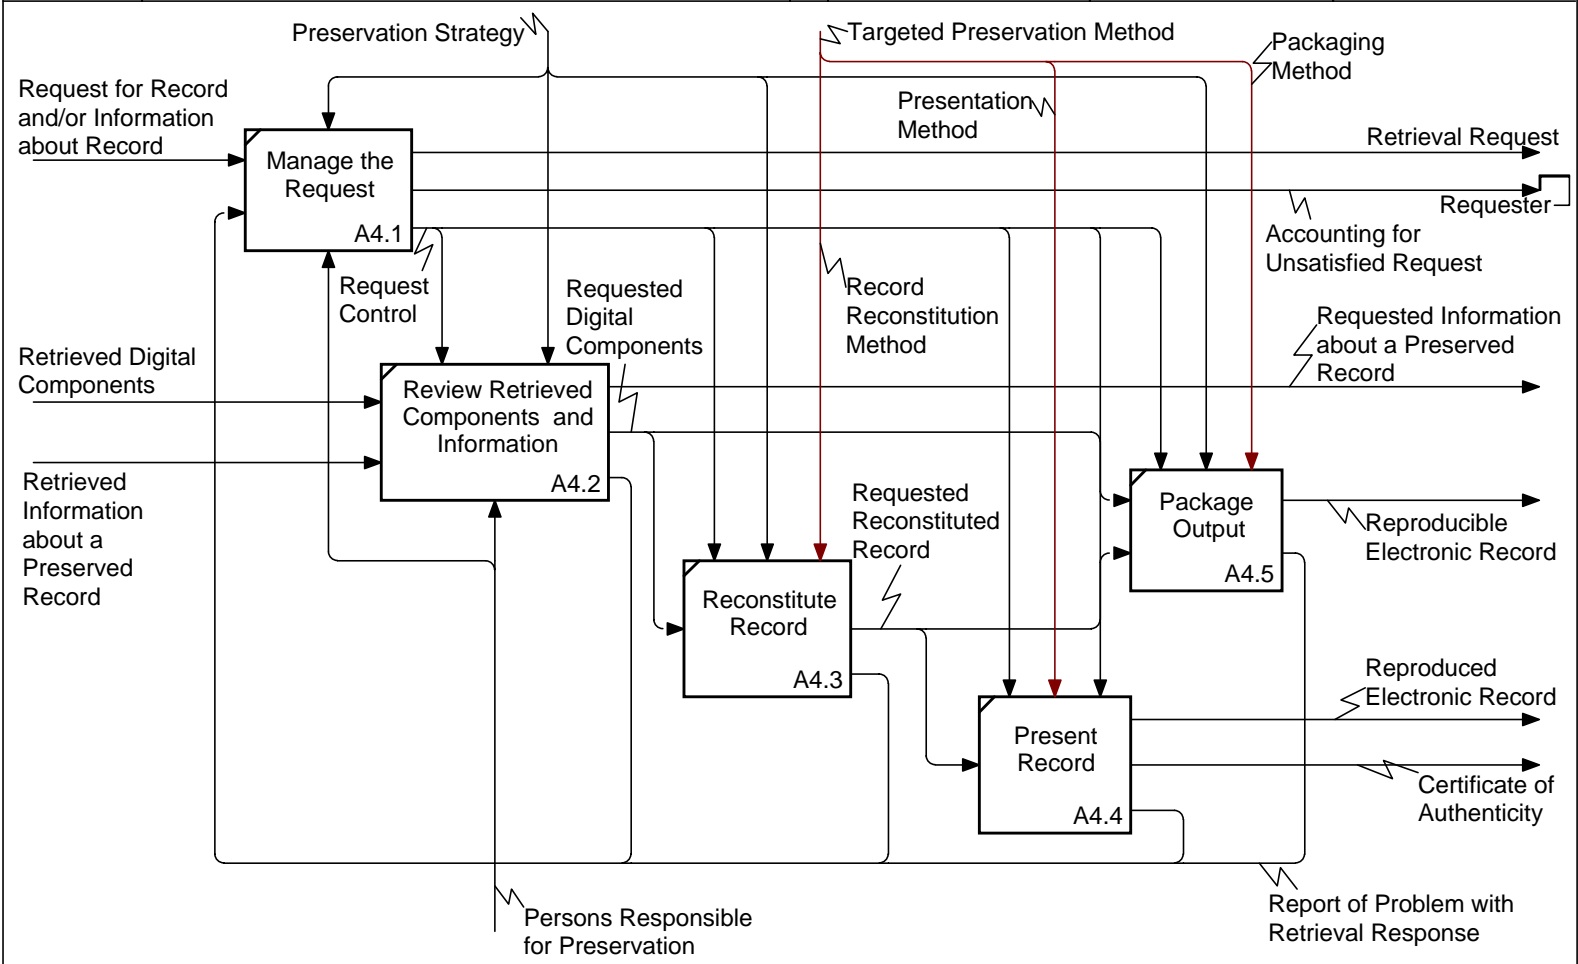 Preservation Strategy
Targeted Preservation Method
Packaging
Method
Request for Record
and/or Information
about Record
Presentation
Method
Retrieval Request
Manage the
Request
A4.1
Requester
Accounting for
Unsatisfied Request
Request
Control
Requested
Digital
Components
Record
Reconstitution
Method
Requested Information
about a Preserved
Record
Retrieved Digital
Components
Review Retrieved
Components and
Information
A4.2
Retrieved
Information
about a
Preserved
Record
Requested
Reconstituted
Record
Package
Output
A4.5
Reproducible
Electronic Record
Reconstitute
Record
A4.3
Reproduced
Electronic Record
Present
Record
A4.4
Certificate of
Authenticity
Persons Responsible
for Preservation
Report of Problem with
Retrieval Response